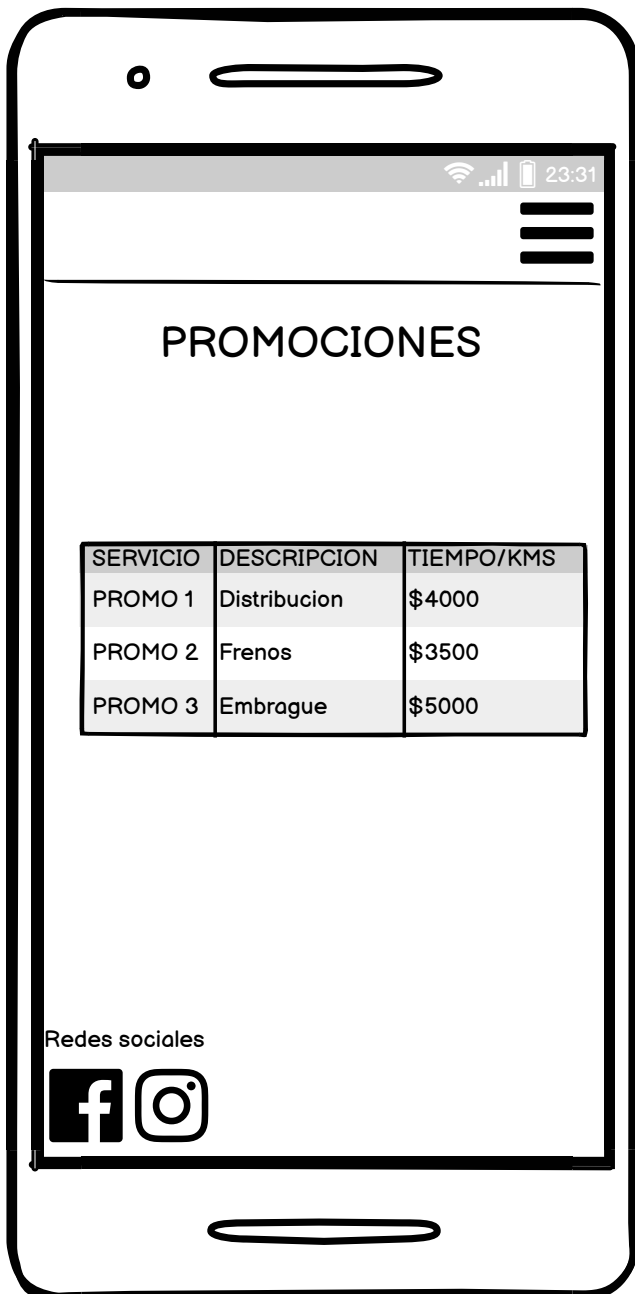 23:31
PROMOCIONES
SERVICIO DESCRIPCION TIEMPO/KMS
PROMO 1 Distribucion $4000
PROMO 2 Frenos $3500
PROMO 3 Embrague $5000
Redes sociales